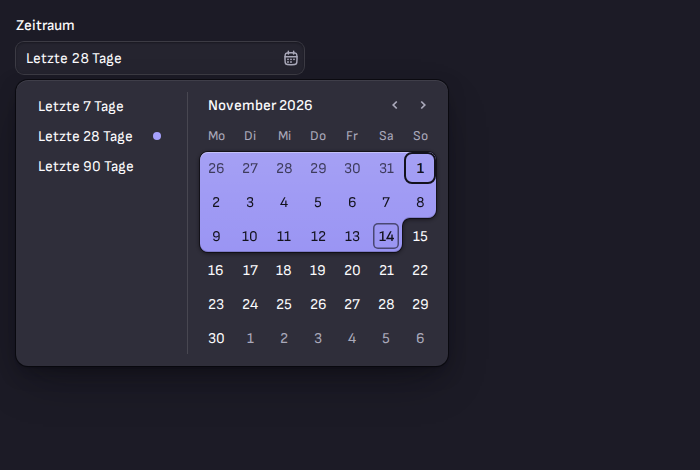 Zeitraum
Letzte 28 Tage
Letzte 7 Tage
Letzte 28 Tage
Letzte 90 Tage
November 2026
Mo Di Mi Do Fr Sa So
26 27 28 29 30 31 1
2 3 4 5 6 7 8
9 10 11 12 13 14 15
16 17 18 19 20 21 22
23 24 25 26 27 28 29
30 1 2 3 4 5 6